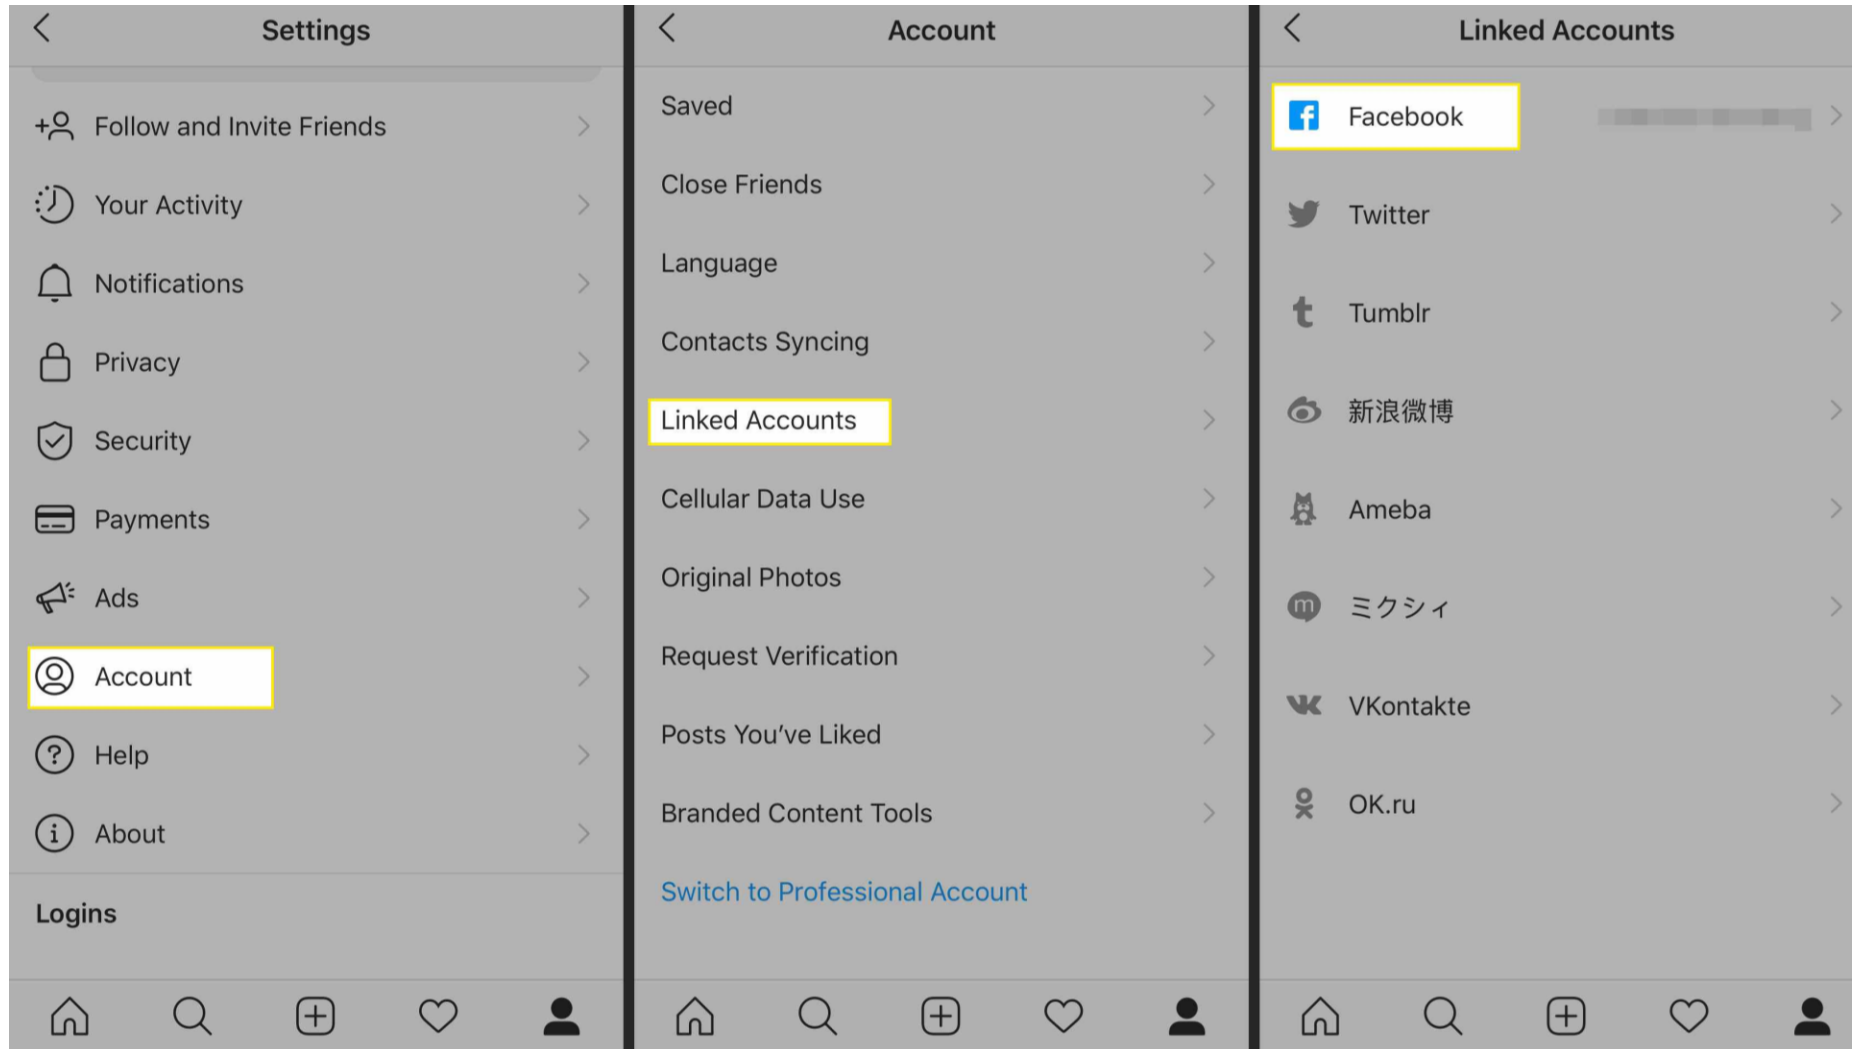 Settings
Follow and Invite Friends
Your Activity
Notifications
Privacy
Security
Payments
Ads
Account
Help
About
Logins
Account
Saved
Close Friends
Language
Contacts Syncing
Linked Accounts
Cellular Data Use
Original Photos
Request Verification
Posts You’ve Liked
Branded Content Tools
Switch to Professional Account
Linked Accounts
Facebook
Twitter
Tumblr
新浪微博
Ameba
ミクシィ
VKontakte
OK.ru